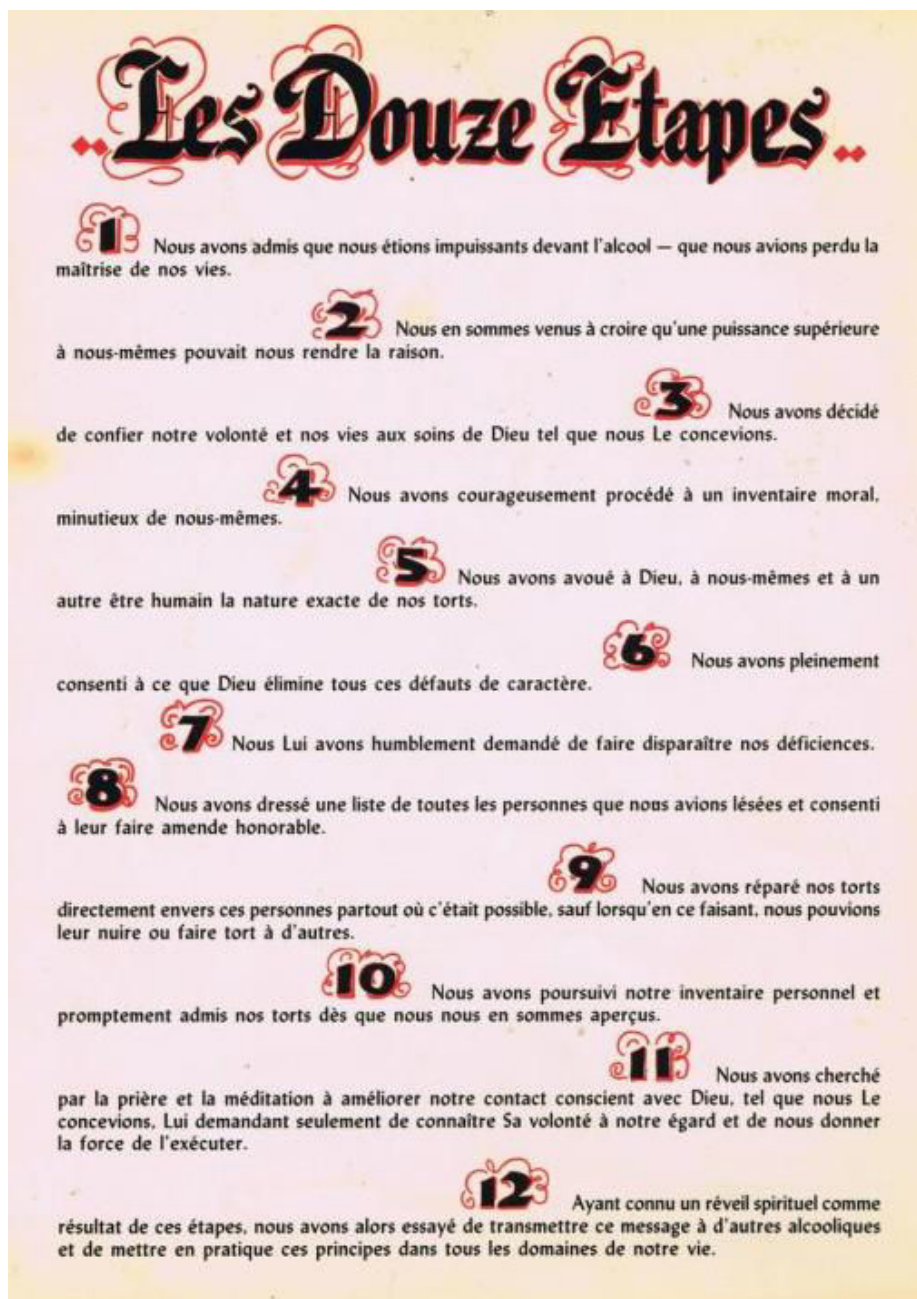 Les Douze Etapes
1 Nous avons admis que nous étions impuissants devant l'alcool — que nous avions perdu la
maîtrise de nos vies.
2 Nous en sommes venus à croire qu'une puissance supérieure
à nous-mêmes pouvait nous rendre la raison.
3 Nous avons décidé
de confier notre volonté et nos vies aux soins de Dieu tel que nous Le concevions.
4 Nous avons courageusement procédé à un inventaire moral,
minutieux de nous-mêmes.
5 Nous avons avoué à Dieu, à nous-mêmes et à un
autre être humain la nature exacte de nos torts.
6 Nous avons pleinement
consenti à ce que Dieu élimine tous ces défauts de caractère.
7 Nous Lui avons humblement demandé de faire disparaître nos déficiences.
8 Nous avons dressé une liste de toutes les personnes que nous avions lésées et consenti
à leur faire amende honorable.
9 Nous avons réparé nos torts
directement envers ces personnes partout où c'était possible, sauf lorsqu'en ce faisant, nous pouvions
leur nuire ou faire tort à d'autres.
10 Nous avons poursuivi notre inventaire personnel et
promptement admis nos torts dès que nous nous en sommes aperçus.
11 Nous avons cherché
par la prière et la méditation à améliorer notre contact conscient avec Dieu, tel que nous Le
concevions, Lui demandant seulement de connaître Sa volonté à notre égard et de nous donner
la force de l'exécuter.
12 Ayant connu un réveil spirituel comme
résultat de ces étapes, nous avons alors essayé de transmettre ce message à d'autres alcooliques
et de mettre en pratique ces principes dans tous les domaines de notre vie.